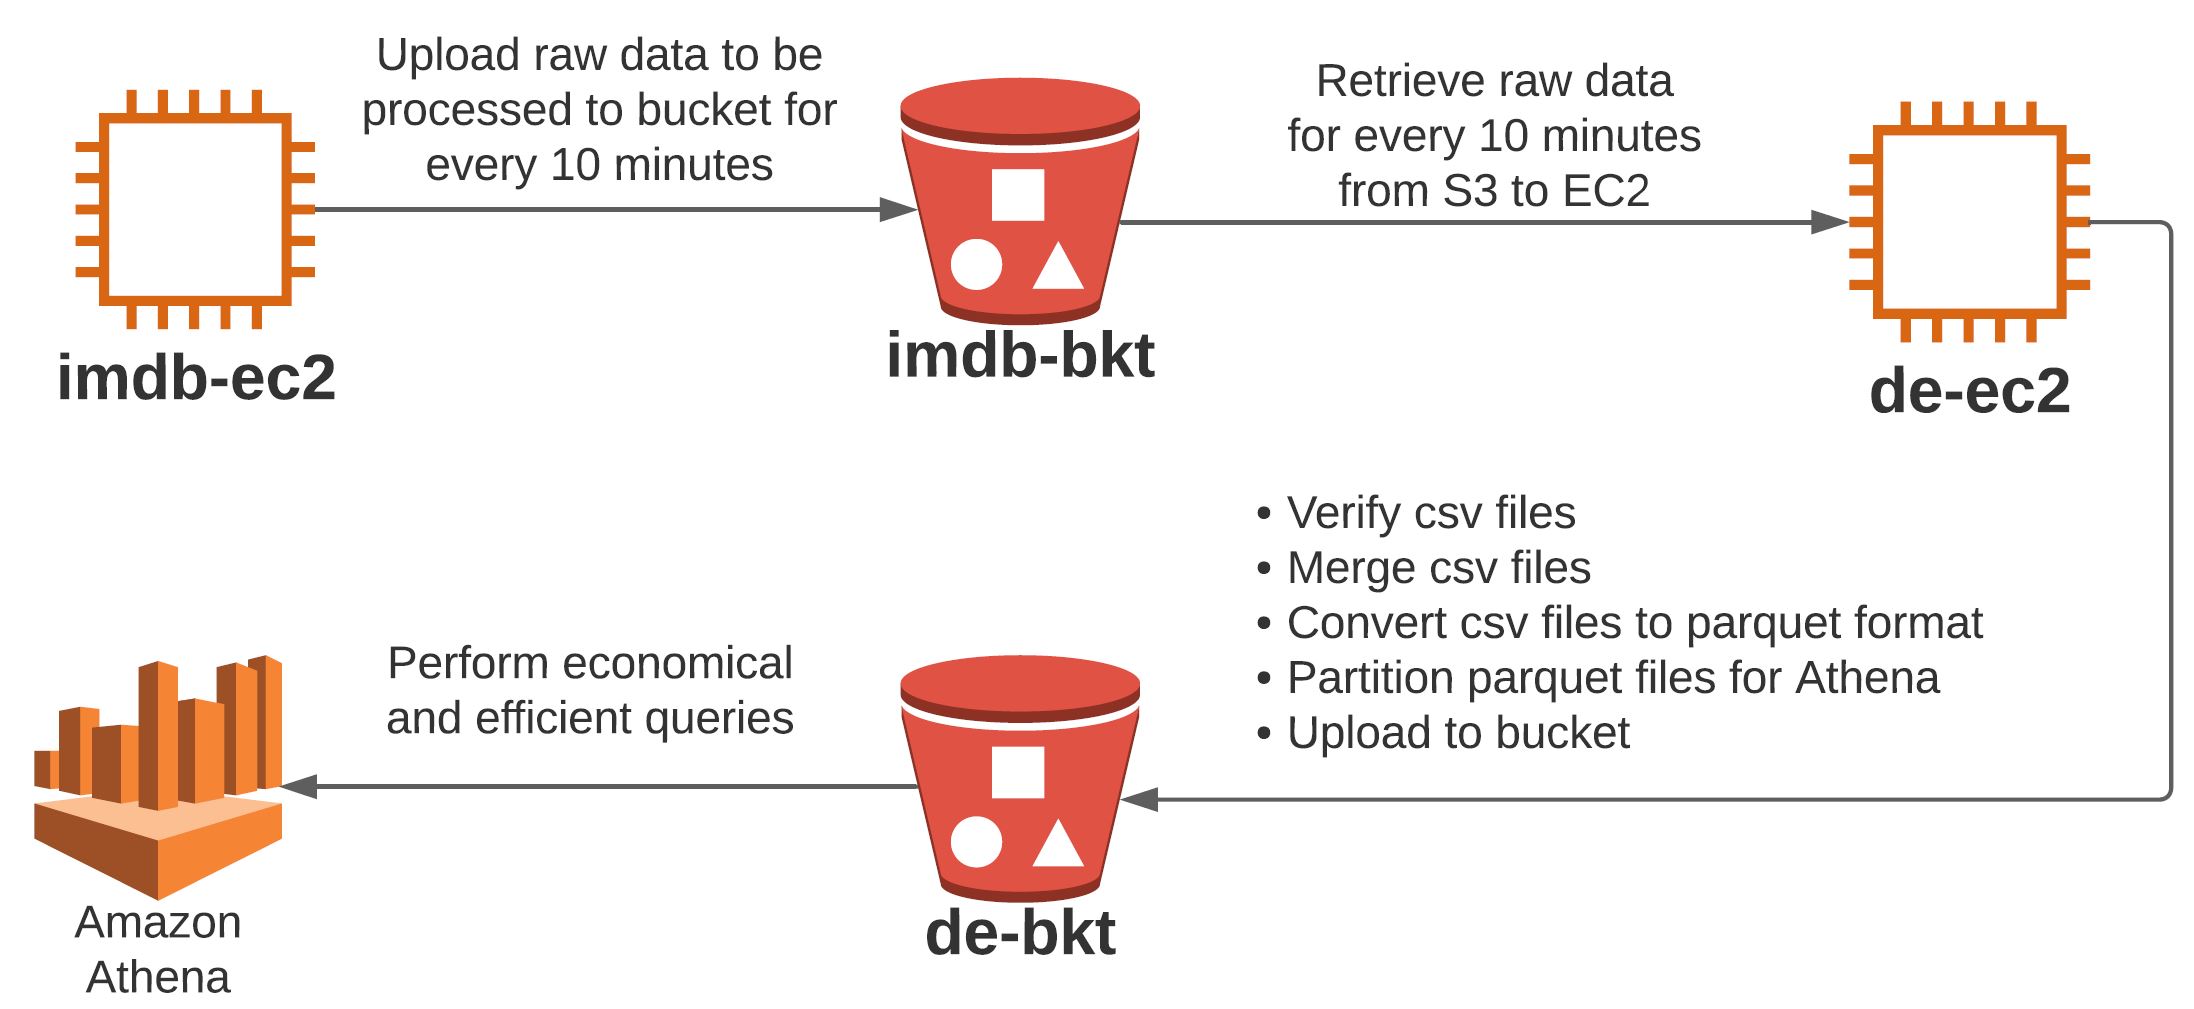 Upload raw data to be
processed to bucket for
every 10 minutes
Retrieve raw data
for every 10 minutes
from S3 to EC2
imdb-ec2
imdb-bkt
de-ec2
• Verify csv files
• Merge csv files
• Convert csv files to parquet format
• Partition parquet files for Athena
• Upload to bucket
Perform economical
and efficient queries
de-bkt
Amazon
Athena